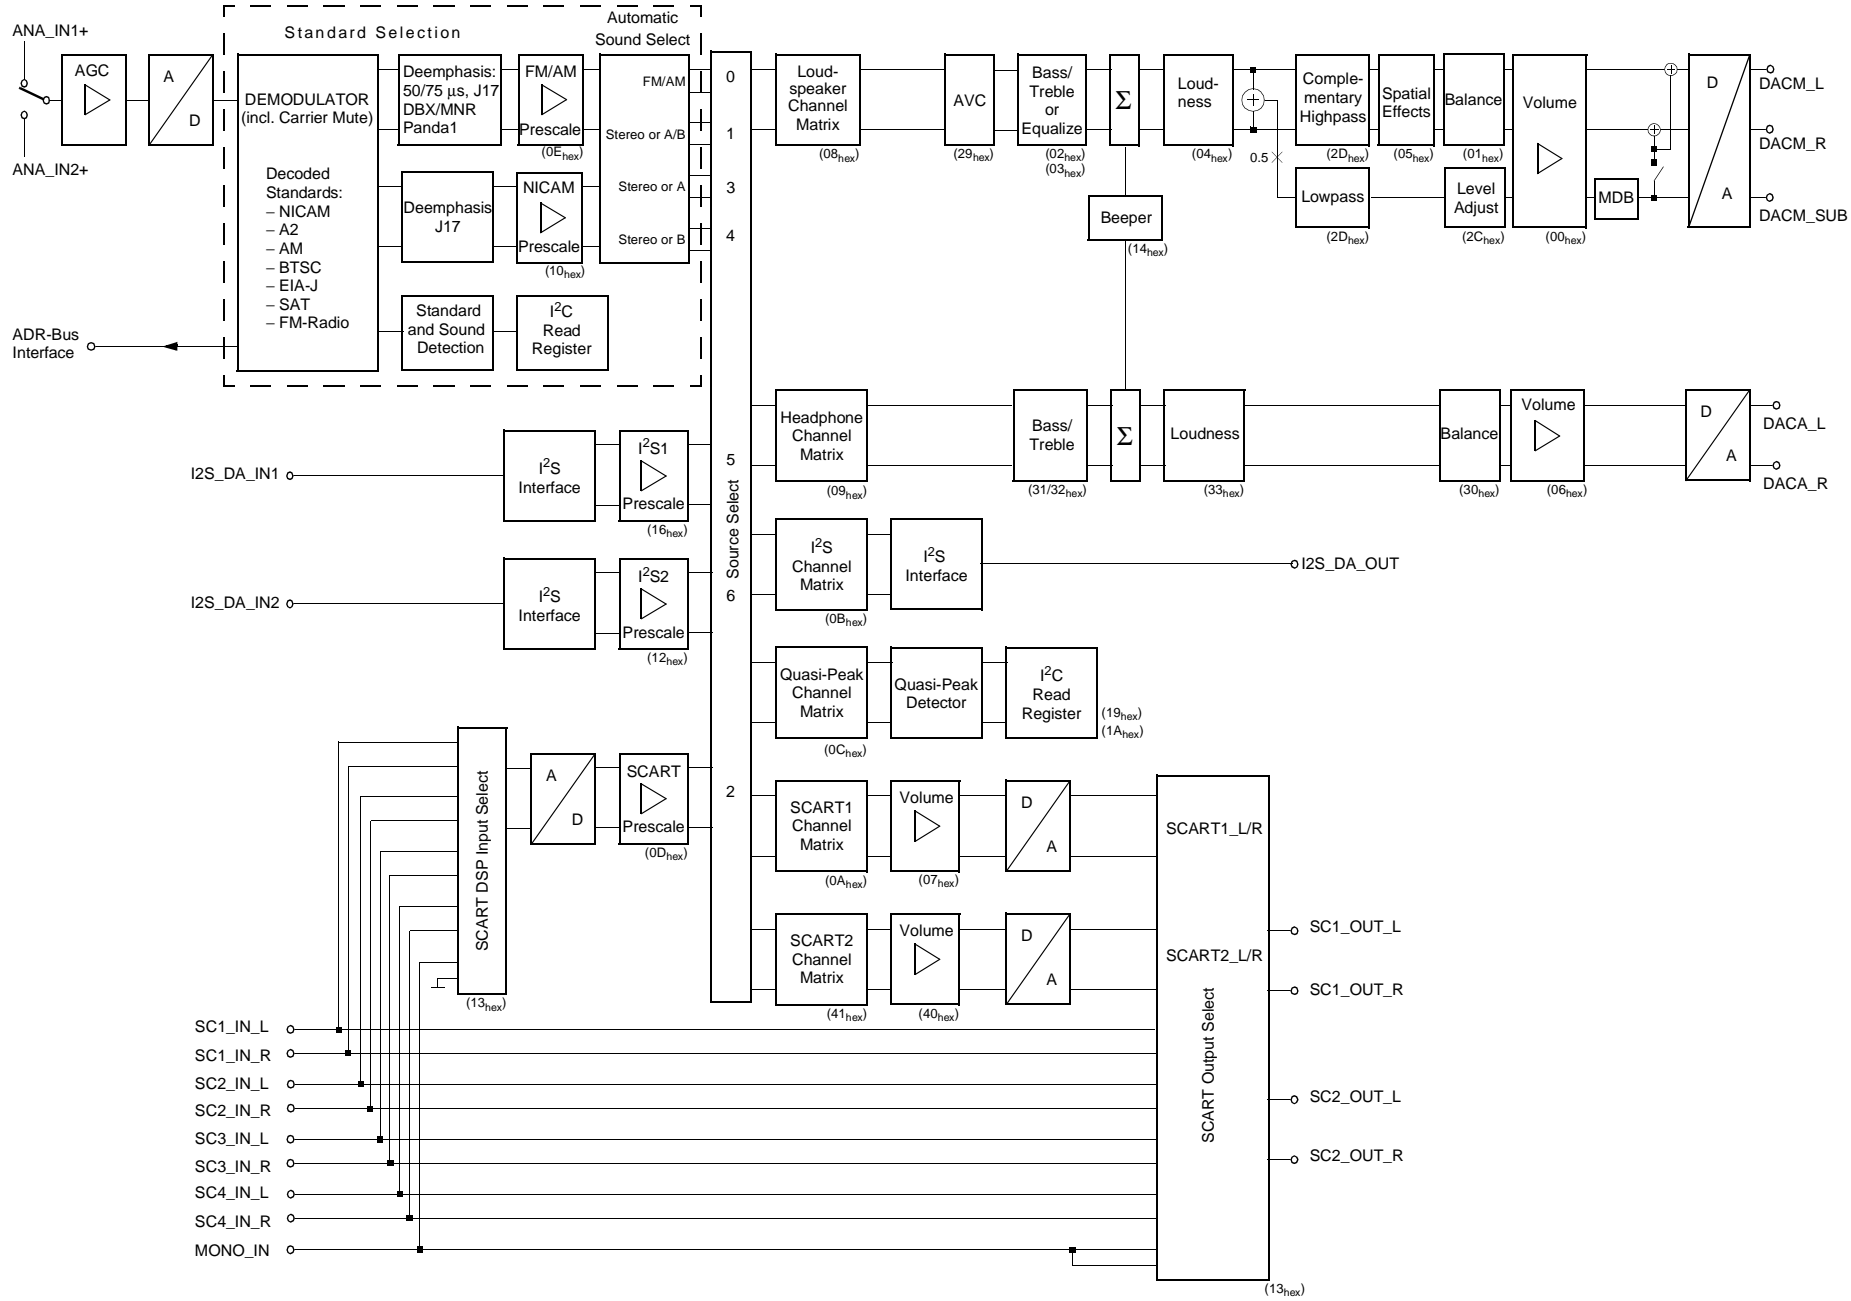 ANA_IN1+
ANA_IN2+
AGC
A
D
Standard Selection
Automatic
Sound Select
DEMODULATOR
(incl. Carrier Mute)
Decoded
Standards:
– NICAM
– A2
– AM
– BTSC
– EIA-J
– SAT
– FM-Radio
ADR-Bus
Interface
Deemphasis:
50/75 µs, J17
DBX/MNR
Panda1
FM/AM
Prescale
(0Ehex)
Deemphasis
J17
NICAM
Prescale
(10hex)
Standard
and Sound
Detection
I2C
Read
Register
FM/AM
Stereo or A/B
Stereo or A
Stereo or B
0
1
3
4
5
6
2
Source Select
Loud-
speaker
Channel
Matrix
(08hex)
AVC
(29hex)
Bass/
Treble
or
Equalize
(02hex)
(03hex)
Σ
Beeper
(14hex)
Loud-
ness
(04hex)
0.5
Comple-
mentary
Highpass
(2Dhex)
Spatial
Effects
(05hex)
Balance
(01hex)
Lowpass
(2Dhex)
Level
Adjust
(2Chex)
Volume
(00hex)
MDB
D
A
DACM_L
DACM_R
DACM_SUB
Headphone
Channel
Matrix
(09hex)
Bass/
Treble
(31/32hex)
Σ
Loudness
(33hex)
Balance
(30hex)
Volume
(06hex)
D
A
DACA_L
DACA_R
I2S_DA_IN1
I2S
Interface
I2S1
Prescale
(16hex)
I2S_DA_IN2
I2S
Interface
I2S2
Prescale
(12hex)
I2S
Channel
Matrix
(0Bhex)
I2S
Interface
I2S_DA_OUT
Quasi-Peak
Channel
Matrix
(0Chex)
Quasi-Peak
Detector
I2C
Read
Register
(19hex)
(1Ahex)
SCART DSP Input Select
(13hex)
A
D
SCART
Prescale
(0Dhex)
SCART1
Channel
Matrix
(0Ahex)
Volume
(07hex)
D
A
SCART2
Channel
Matrix
(41hex)
Volume
(40hex)
D
A
SCART1_L/R
SCART2_L/R
SCART Output Select
(13hex)
SC1_OUT_L
SC1_OUT_R
SC2_OUT_L
SC2_OUT_R
SC1_IN_L
SC1_IN_R
SC2_IN_L
SC2_IN_R
SC3_IN_L
SC3_IN_R
SC4_IN_L
SC4_IN_R
MONO_IN